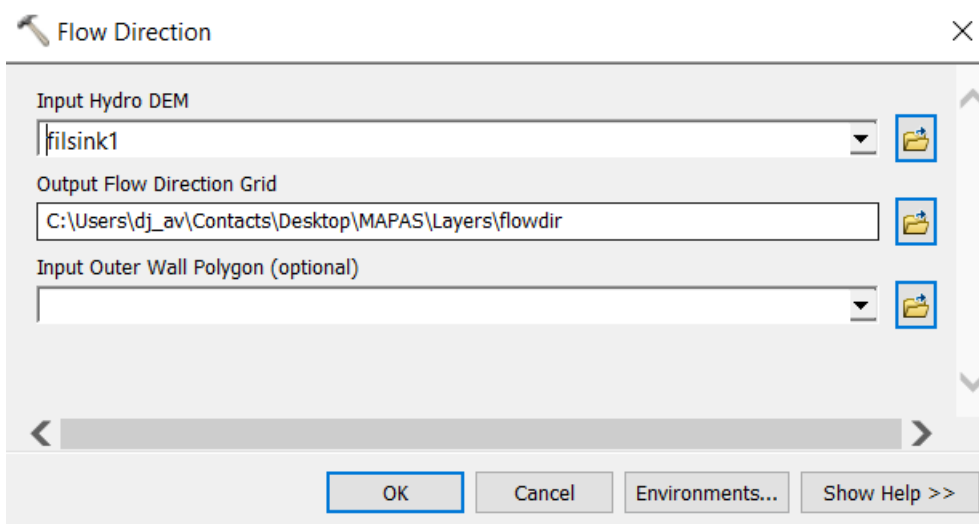 Flow Direction
Input Hydro DEM
filsink1
Output Flow Direction Grid
C:\Users\dj_av\Contacts\Desktop\MAPAS\Layers\flowdir
Input Outer Wall Polygon (optional)
OK Cancel Environments... Show Help >>